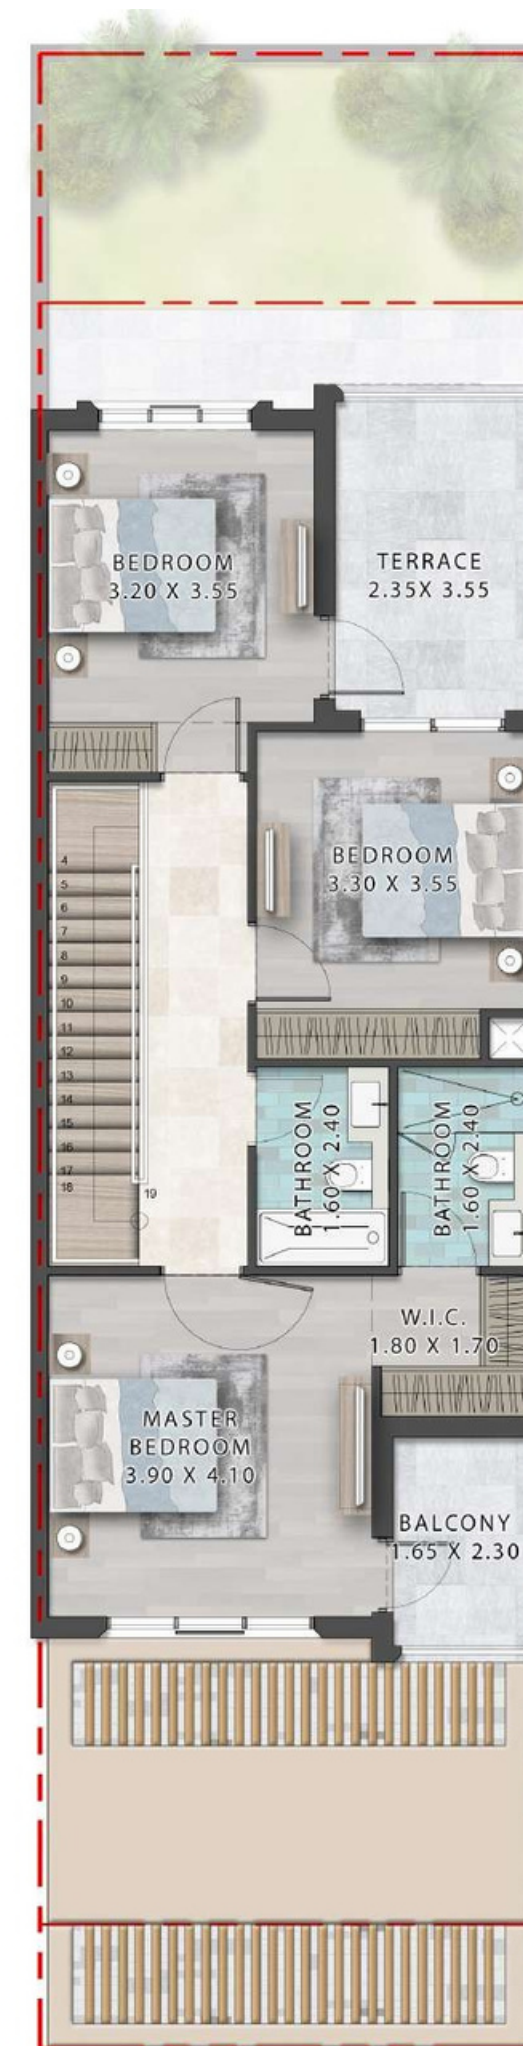 BEDROOM
3.20 X 3.55
TERRACE
2.35X 3.55
BEDROOM
3.30 X 3.55
4
5
6
7
8
9
10
11
12
13
14
15
16
17
18
19
BATHROOM
1.60 X 2.40
BATHROOM
1.60 X 2.40
W.I.C.
1.80 X 1.70
MASTER
BEDROOM
3.90 X 4.10
BALCONY
1.65 X 2.30